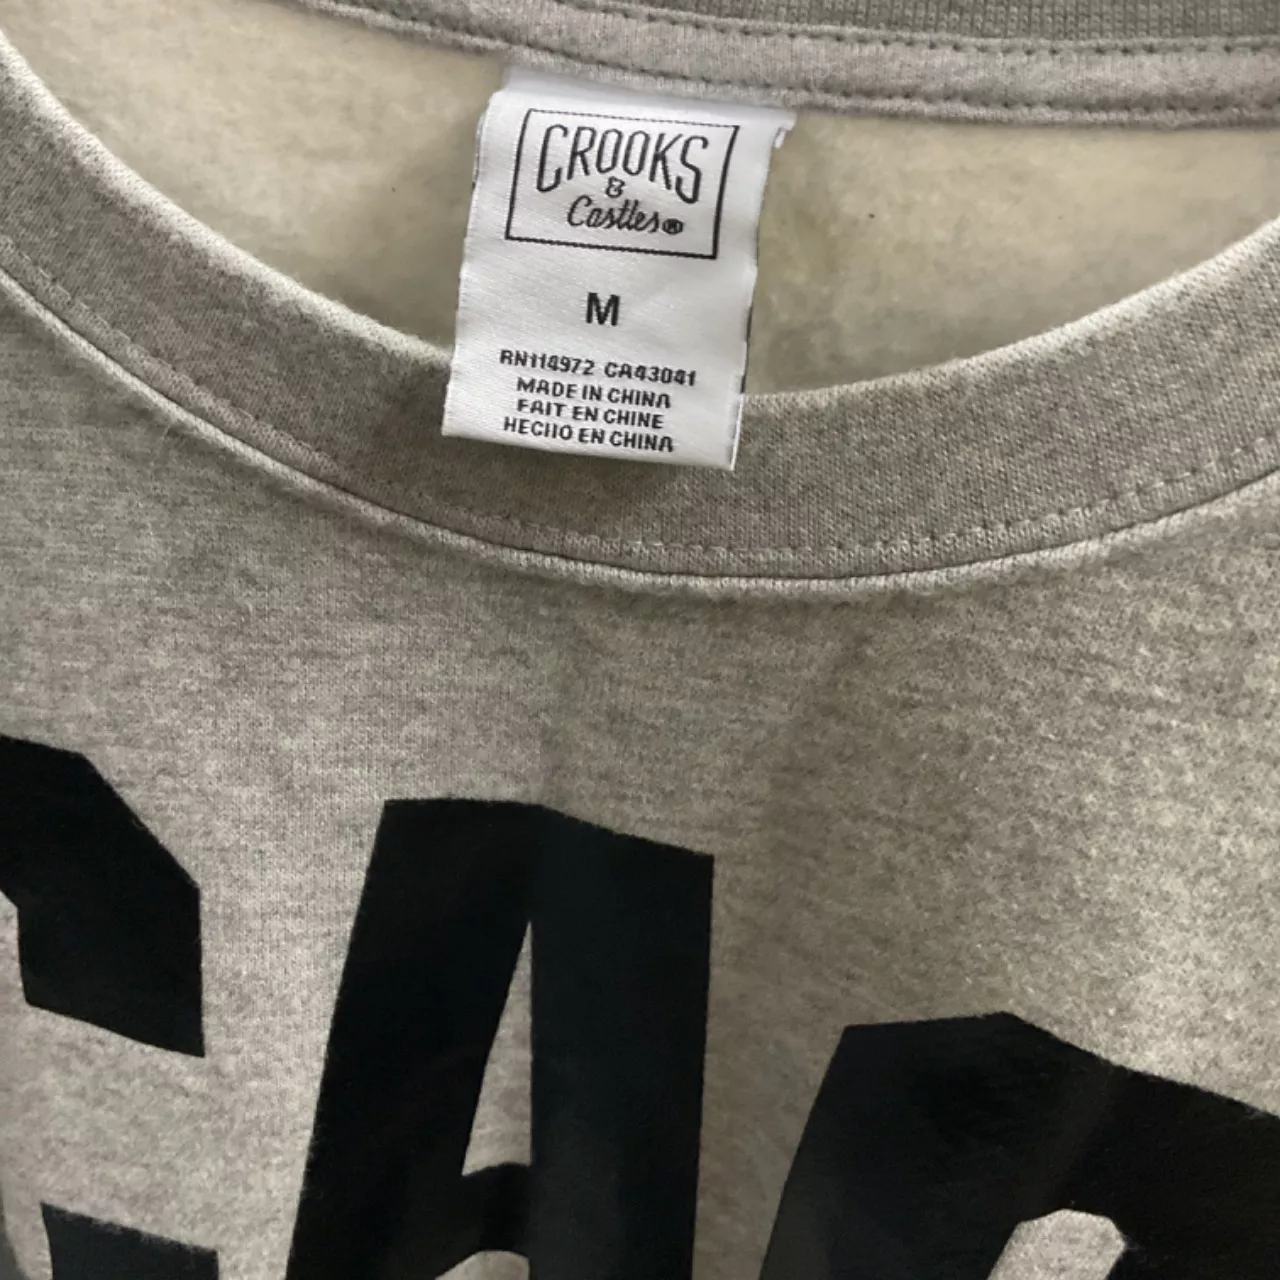 CROOKS
&
Castles®
M
RN114972 CA43041
MADE IN CHINA
FAIT EN CHINE
HECHO EN CHINA